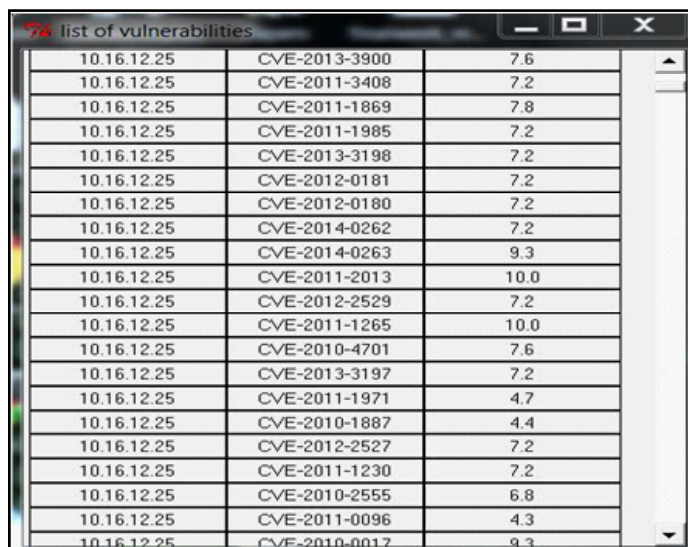 list of vulnerabilities
10.16.12.25 CVE-2013-3900 7.6
10.16.12.25 CVE-2011-3408 7.2
10.16.12.25 CVE-2011-1869 7.8
10.16.12.25 CVE-2011-1985 7.2
10.16.12.25 CVE-2013-3198 7.2
10.16.12.25 CVE-2012-0181 7.2
10.16.12.25 CVE-2012-0180 7.2
10.16.12.25 CVE-2014-0262 7.2
10.16.12.25 CVE-2014-0263 9.3
10.16.12.25 CVE-2011-2013 10.0
10.16.12.25 CVE-2012-2529 7.2
10.16.12.25 CVE-2011-1265 10.0
10.16.12.25 CVE-2010-4701 7.6
10.16.12.25 CVE-2013-3197 7.2
10.16.12.25 CVE-2011-1971 4.7
10.16.12.25 CVE-2010-1887 4.4
10.16.12.25 CVE-2012-2527 7.2
10.16.12.25 CVE-2011-1230 7.2
10.16.12.25 CVE-2010-2555 6.8
10.16.12.25 CVE-2011-0096 4.3
10.16.12.25 CVE-2010-0017 9.3